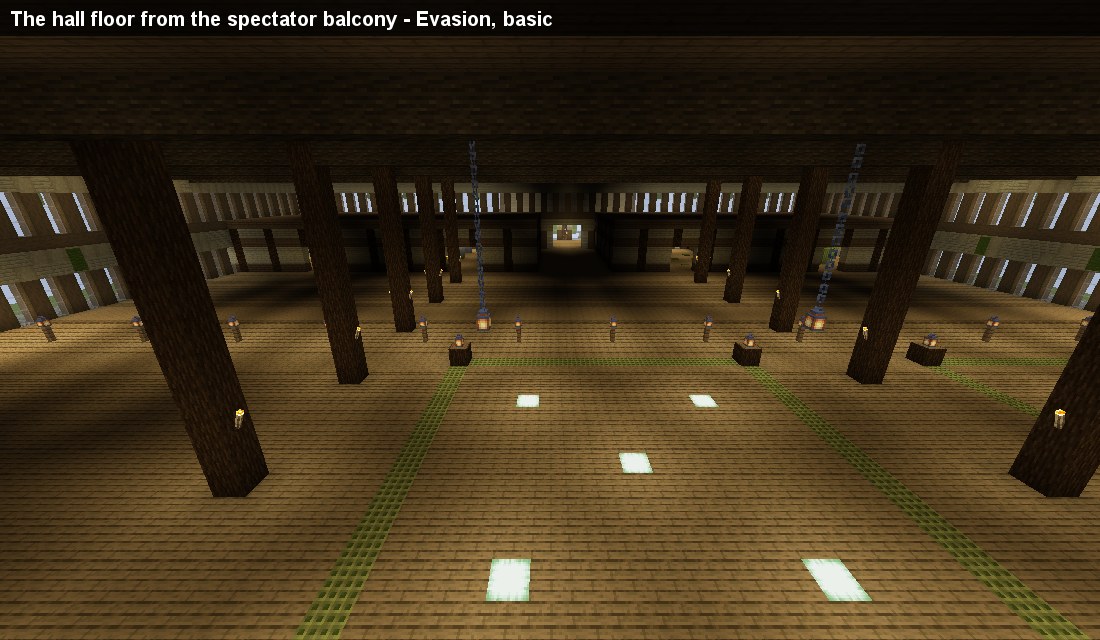 The hall floor from the spectator balcony - Evasion, basic